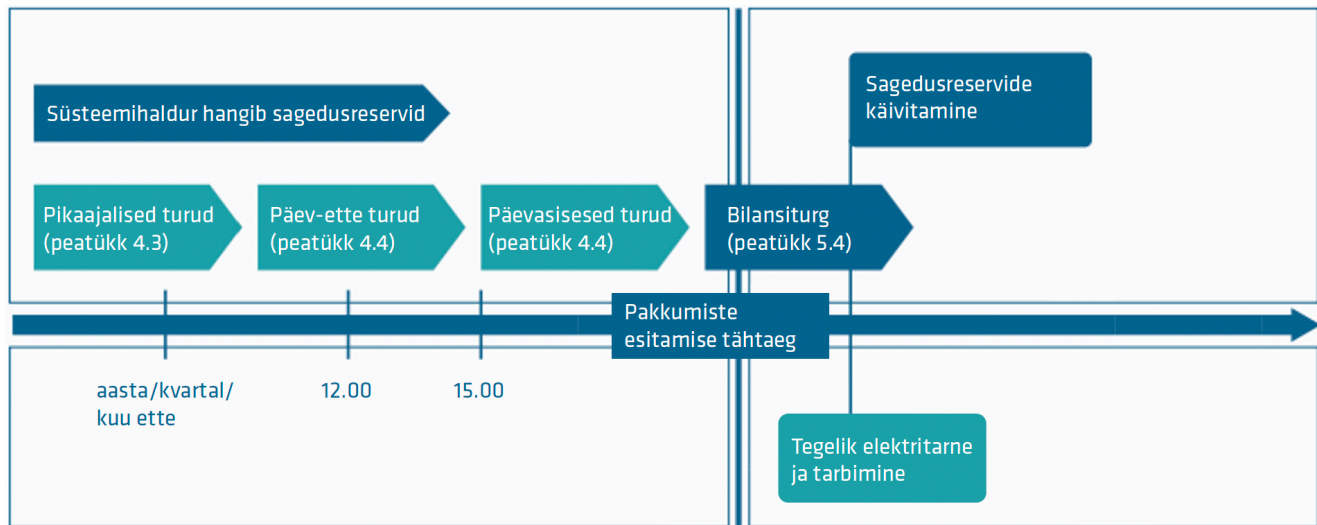 Süsteemihaldur hangib sagedusreservid
Sagedusreservide
käivitamine
Pikaajalised turud
(peatükk 4.3)
Päev-ette turud
(peatükk 4.4)
Päevasisesed turud
(peatükk 4.4)
Bilansiturg
(peatükk 5.4)
Pakkumiste
esitamise tähtaeg
aasta/kvartal/
kuu ette
12.00
15.00
Tegelik elektritarne
ja tarbimine